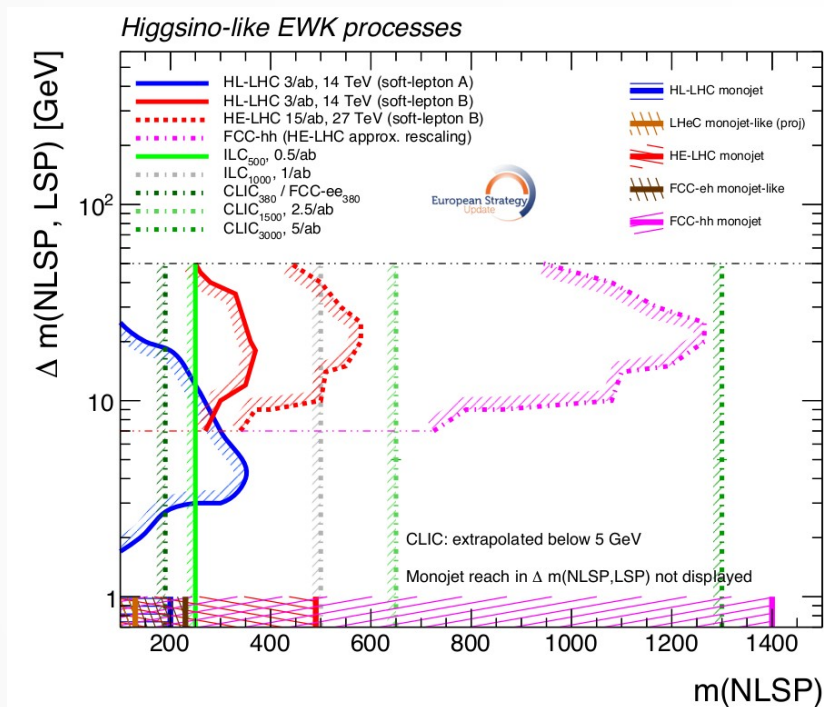 Higgsino-like EWK processes
Δ m(NLSP, LSP) [GeV]
HL-LHC 3/ab, 14 TeV (soft-lepton A)
HL-LHC 3/ab, 14 TeV (soft-lepton B)
HE-LHC 15/ab, 27 TeV (soft-lepton B)
FCC-hh (HE-LHC approx. rescaling)
ILC500, 0.5/ab
ILC1000, 1/ab
CLIC380 / FCC-ee380
CLIC1500, 2.5/ab
CLIC3000, 5/ab
European Strategy
Update
HL-LHC monojet
LHeC monojet-like (proj)
HE-LHC monojet
FCC-eh monojet-like
FCC-hh monojet
10²
10
1
CLIC: extrapolated below 5 GeV
Monojet reach in Δ m(NLSP,LSP) not displayed
200 400 600 800 1000 1200 1400
m(NLSP)